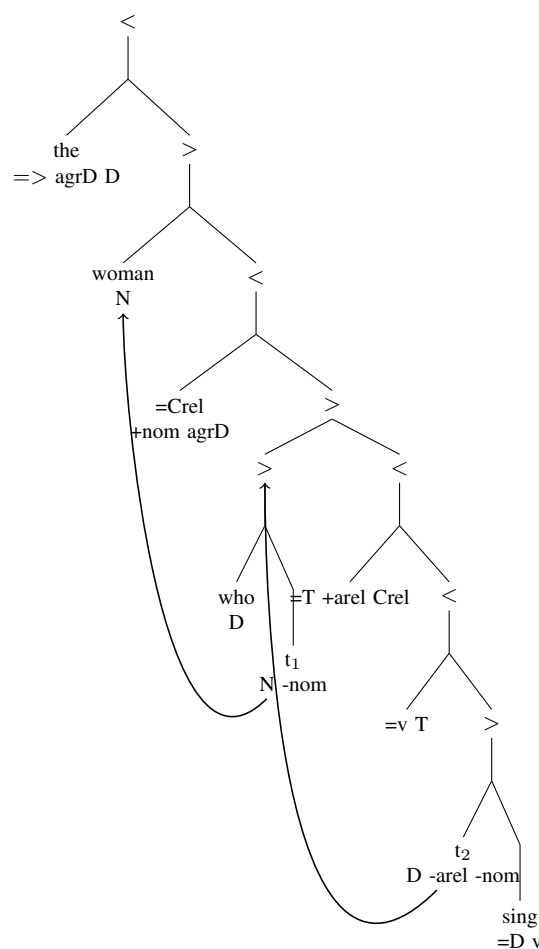 <
the
=> agrD D
>
woman
N
<
=Crel
+nom agrD
>
>
<
who
D
=T +arel Crel
<
t1
N -nom
=v T
>
t2
D -arel -nom
sing
=D v